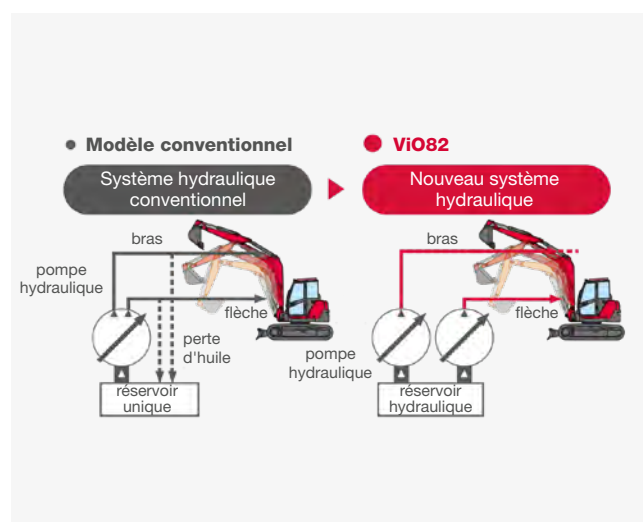 Modèle conventionnel
Système hydraulique
conventionnel
bras
pompe
hydraulique
flèche
perte
d'huile
réservoir
unique
ViO82
Nouveau système
hydraulique
bras
flèche
pompe
hydraulique
réservoir
hydraulique